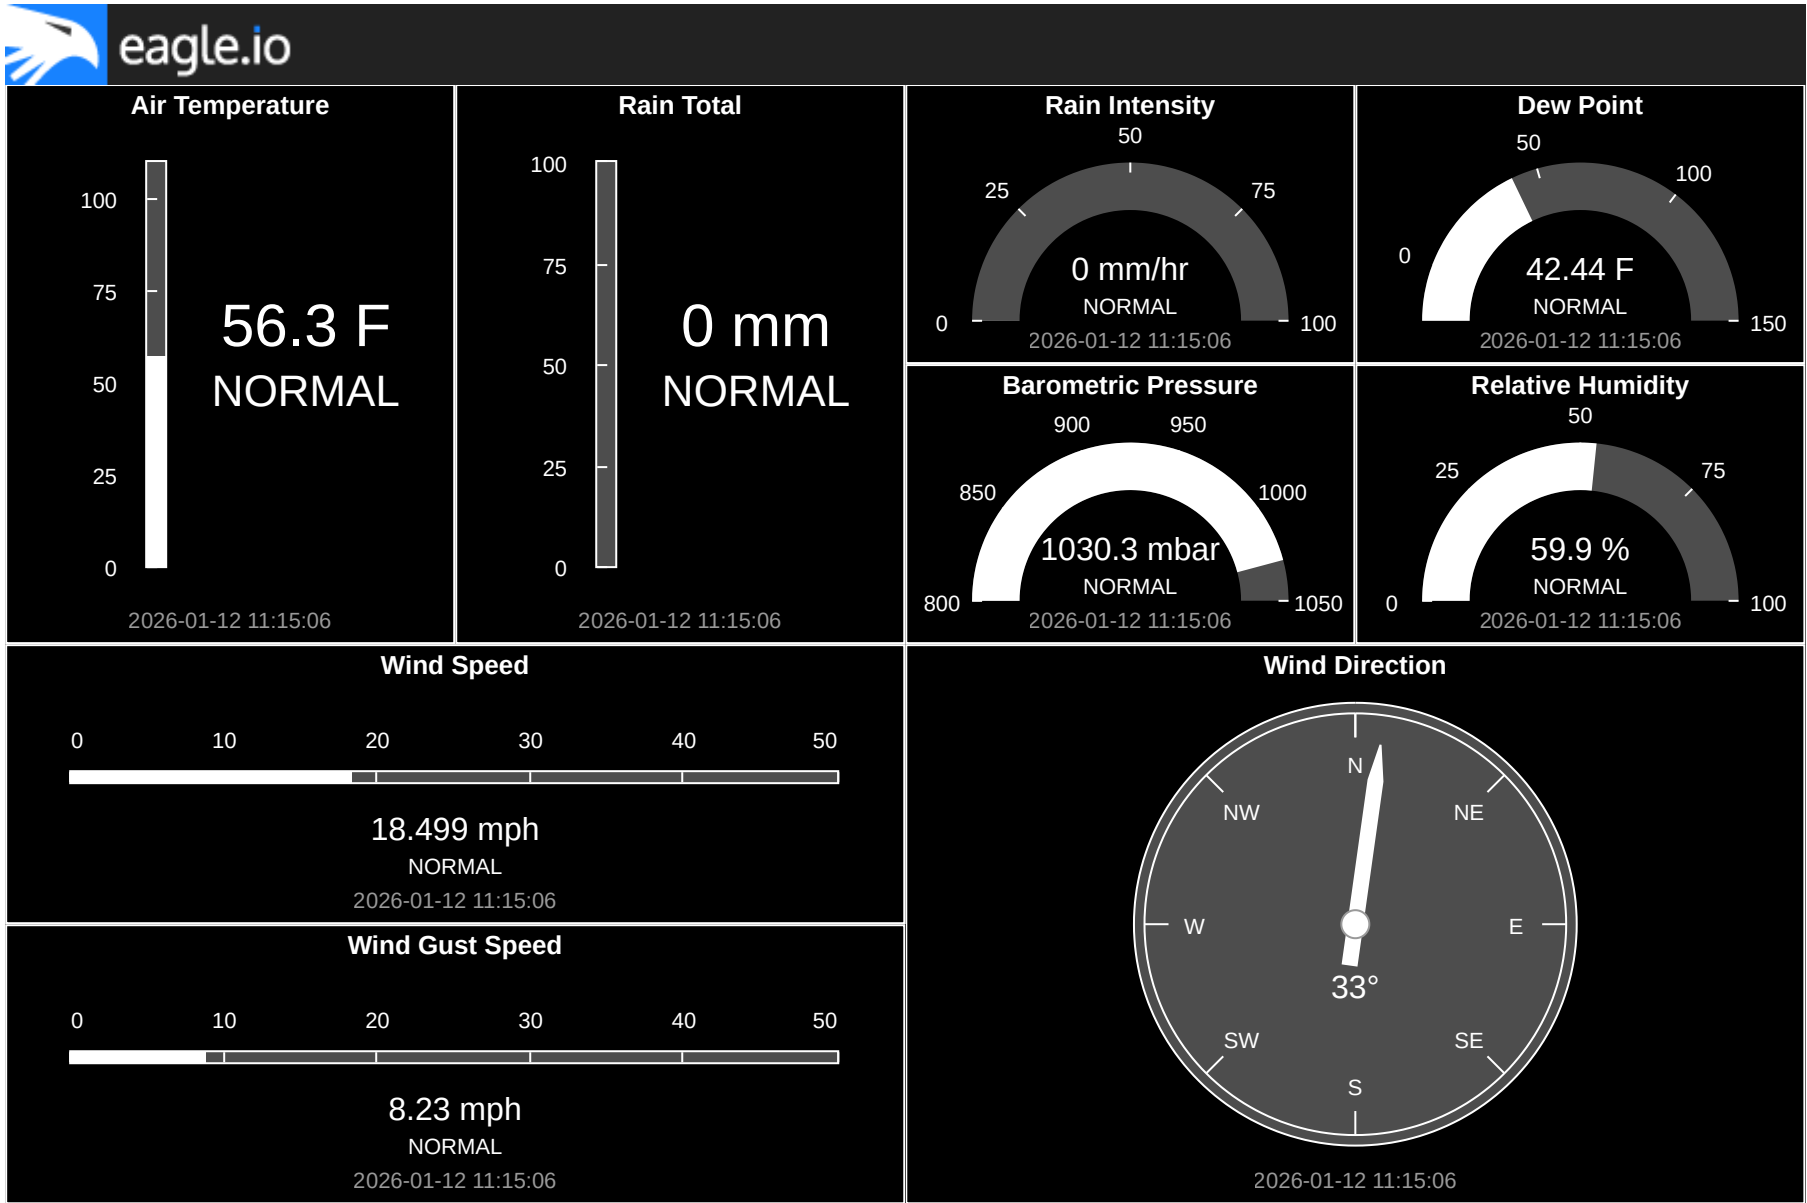 eagle.io
Air Temperature
100
75
50
25
0
56.3 F
NORMAL
2026-01-12 11:15:06
Rain Total
100
75
50
25
0
0 mm
NORMAL
2026-01-12 11:15:06
Rain Intensity
50
25
75
0
100
0 mm/hr
NORMAL
2026-01-12 11:15:06
Dew Point
50
100
0
150
42.44 F
NORMAL
2026-01-12 11:15:06
Barometric Pressure
900
950
850
1000
800
1050
1030.3 mbar
NORMAL
2026-01-12 11:15:06
Relative Humidity
50
25
75
0
100
59.9 %
NORMAL
2026-01-12 11:15:06
Wind Speed
0 10 20 30 40 50
18.499 mph
NORMAL
2026-01-12 11:15:06
Wind Gust Speed
0 10 20 30 40 50
8.23 mph
NORMAL
2026-01-12 11:15:06
Wind Direction
N
NW
NE
W
E
33°
SW
SE
S
2026-01-12 11:15:06